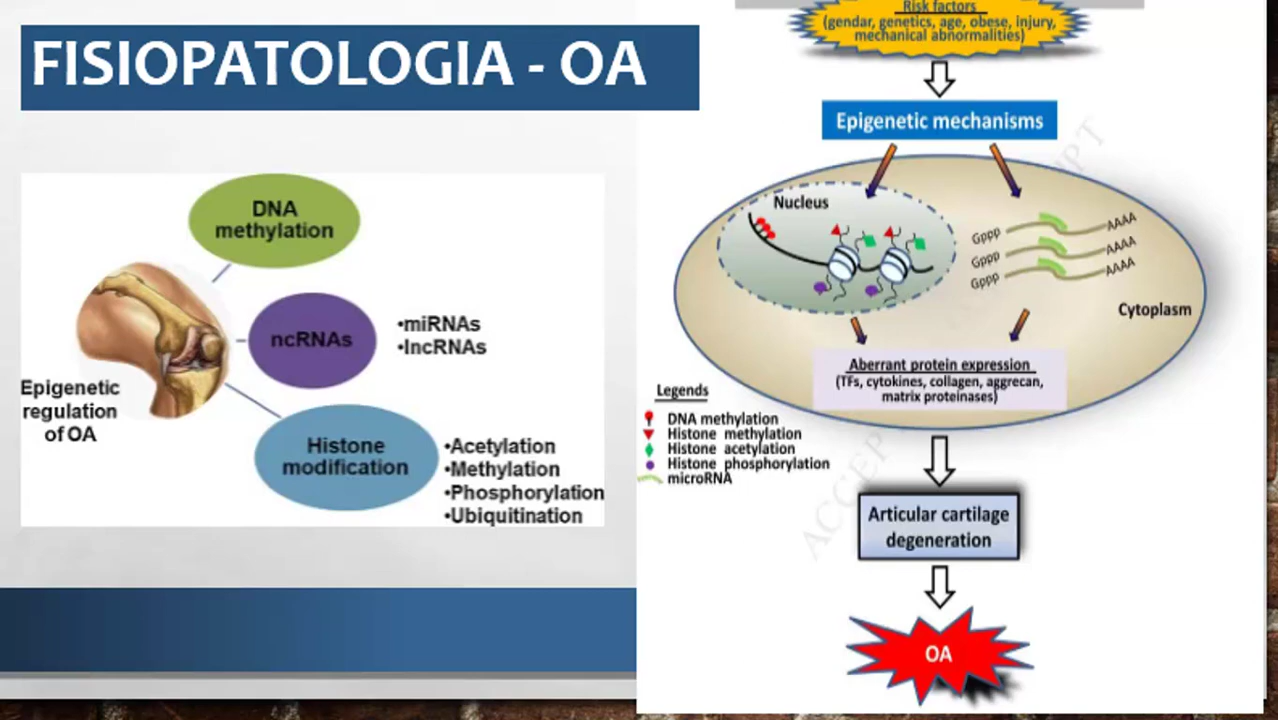 FISIOPATOLOGIA - OA
DNA
methylation
ncRNAs
•miRNAs
•lncRNAs
Epigenetic
regulation
of OA
Histone
modification
•Acetylation
•Methylation
•Phosphorylation
•Ubiquitination
Risk factors
(gendar, genetics, age, obese, injury,
mechanical abnormalities)
Epigenetic mechanisms
Nucleus
Gppp AAAA
Gppp AAAA
Gppp AAAA
Cytoplasm
Aberrant protein expression
(TFs, cytokines, collagen, aggrecan,
matrix proteinases)
Legends
DNA methylation
Histone methylation
Histone acetylation
Histone phosphorylation
microRNA
Articular cartilage
degeneration
OA